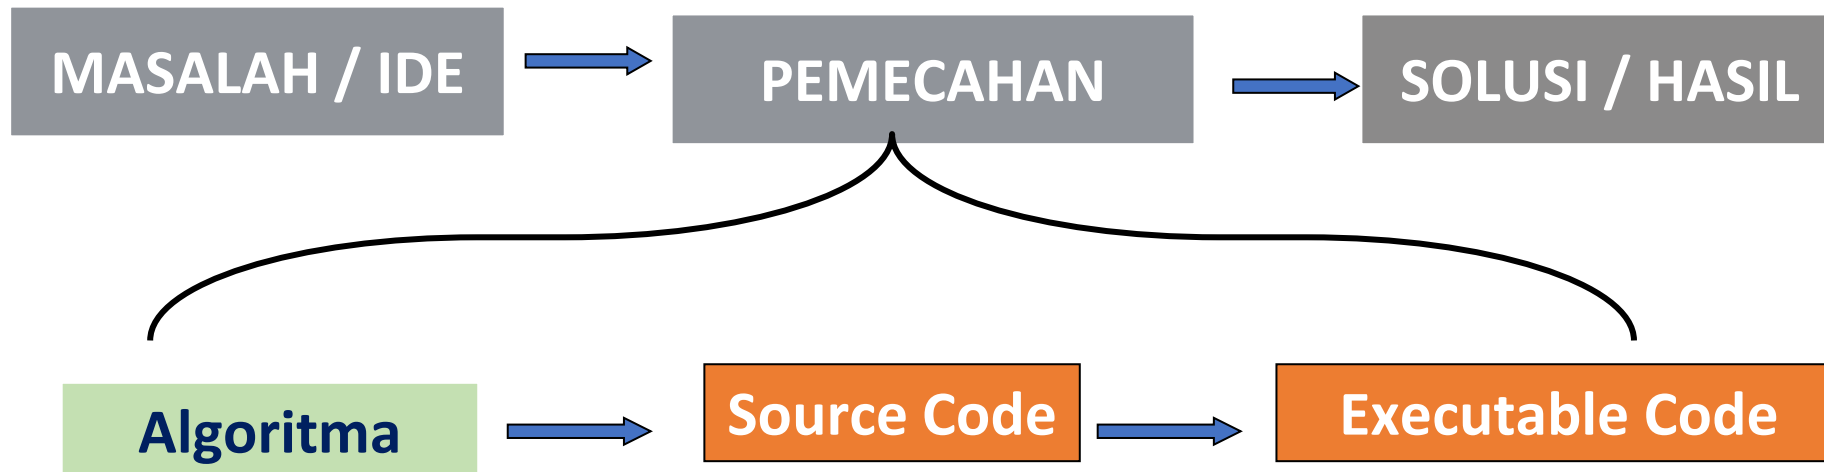 MASALAH / IDE
PEMECAHAN
SOLUSI / HASIL
Algoritma
Source Code
Executable Code